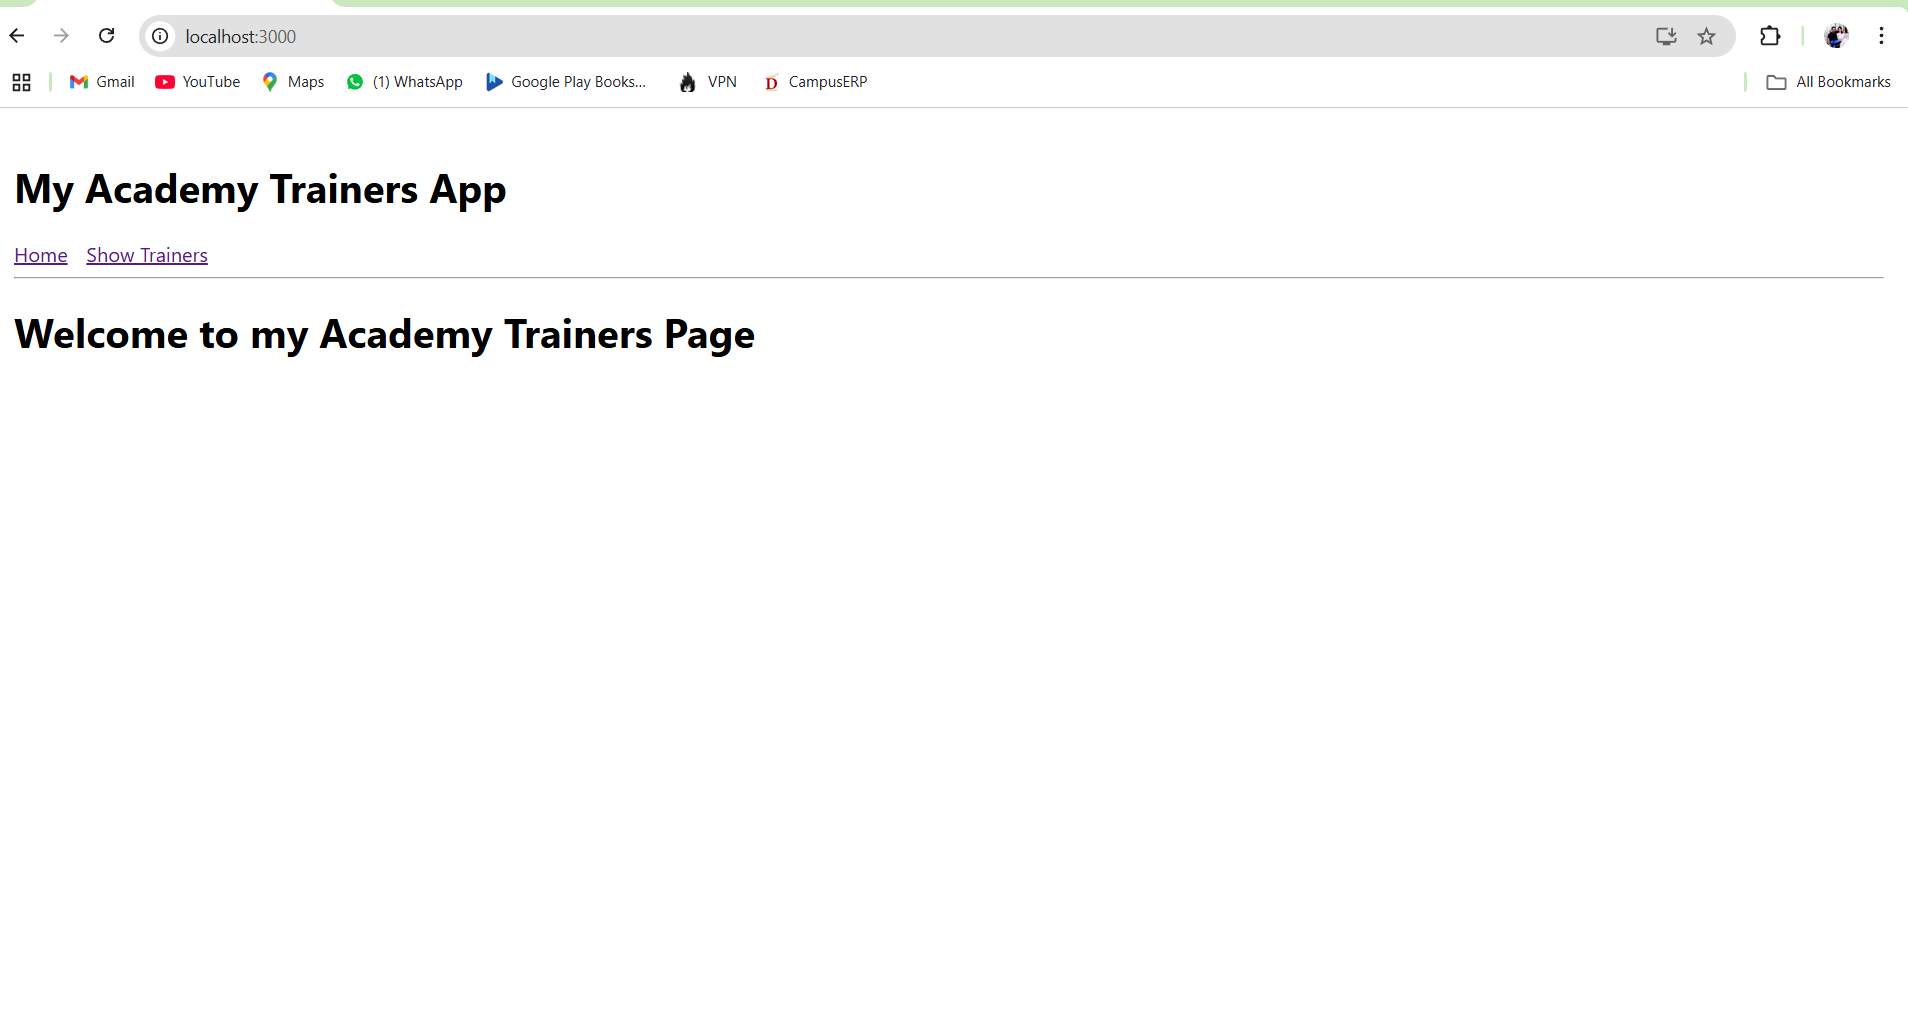 localhost:3000
Gmail YouTube Maps (1) WhatsApp Google Play Books... VPN D CampusERP All Bookmarks
My Academy Trainers App
Home Show Trainers
Welcome to my Academy Trainers Page